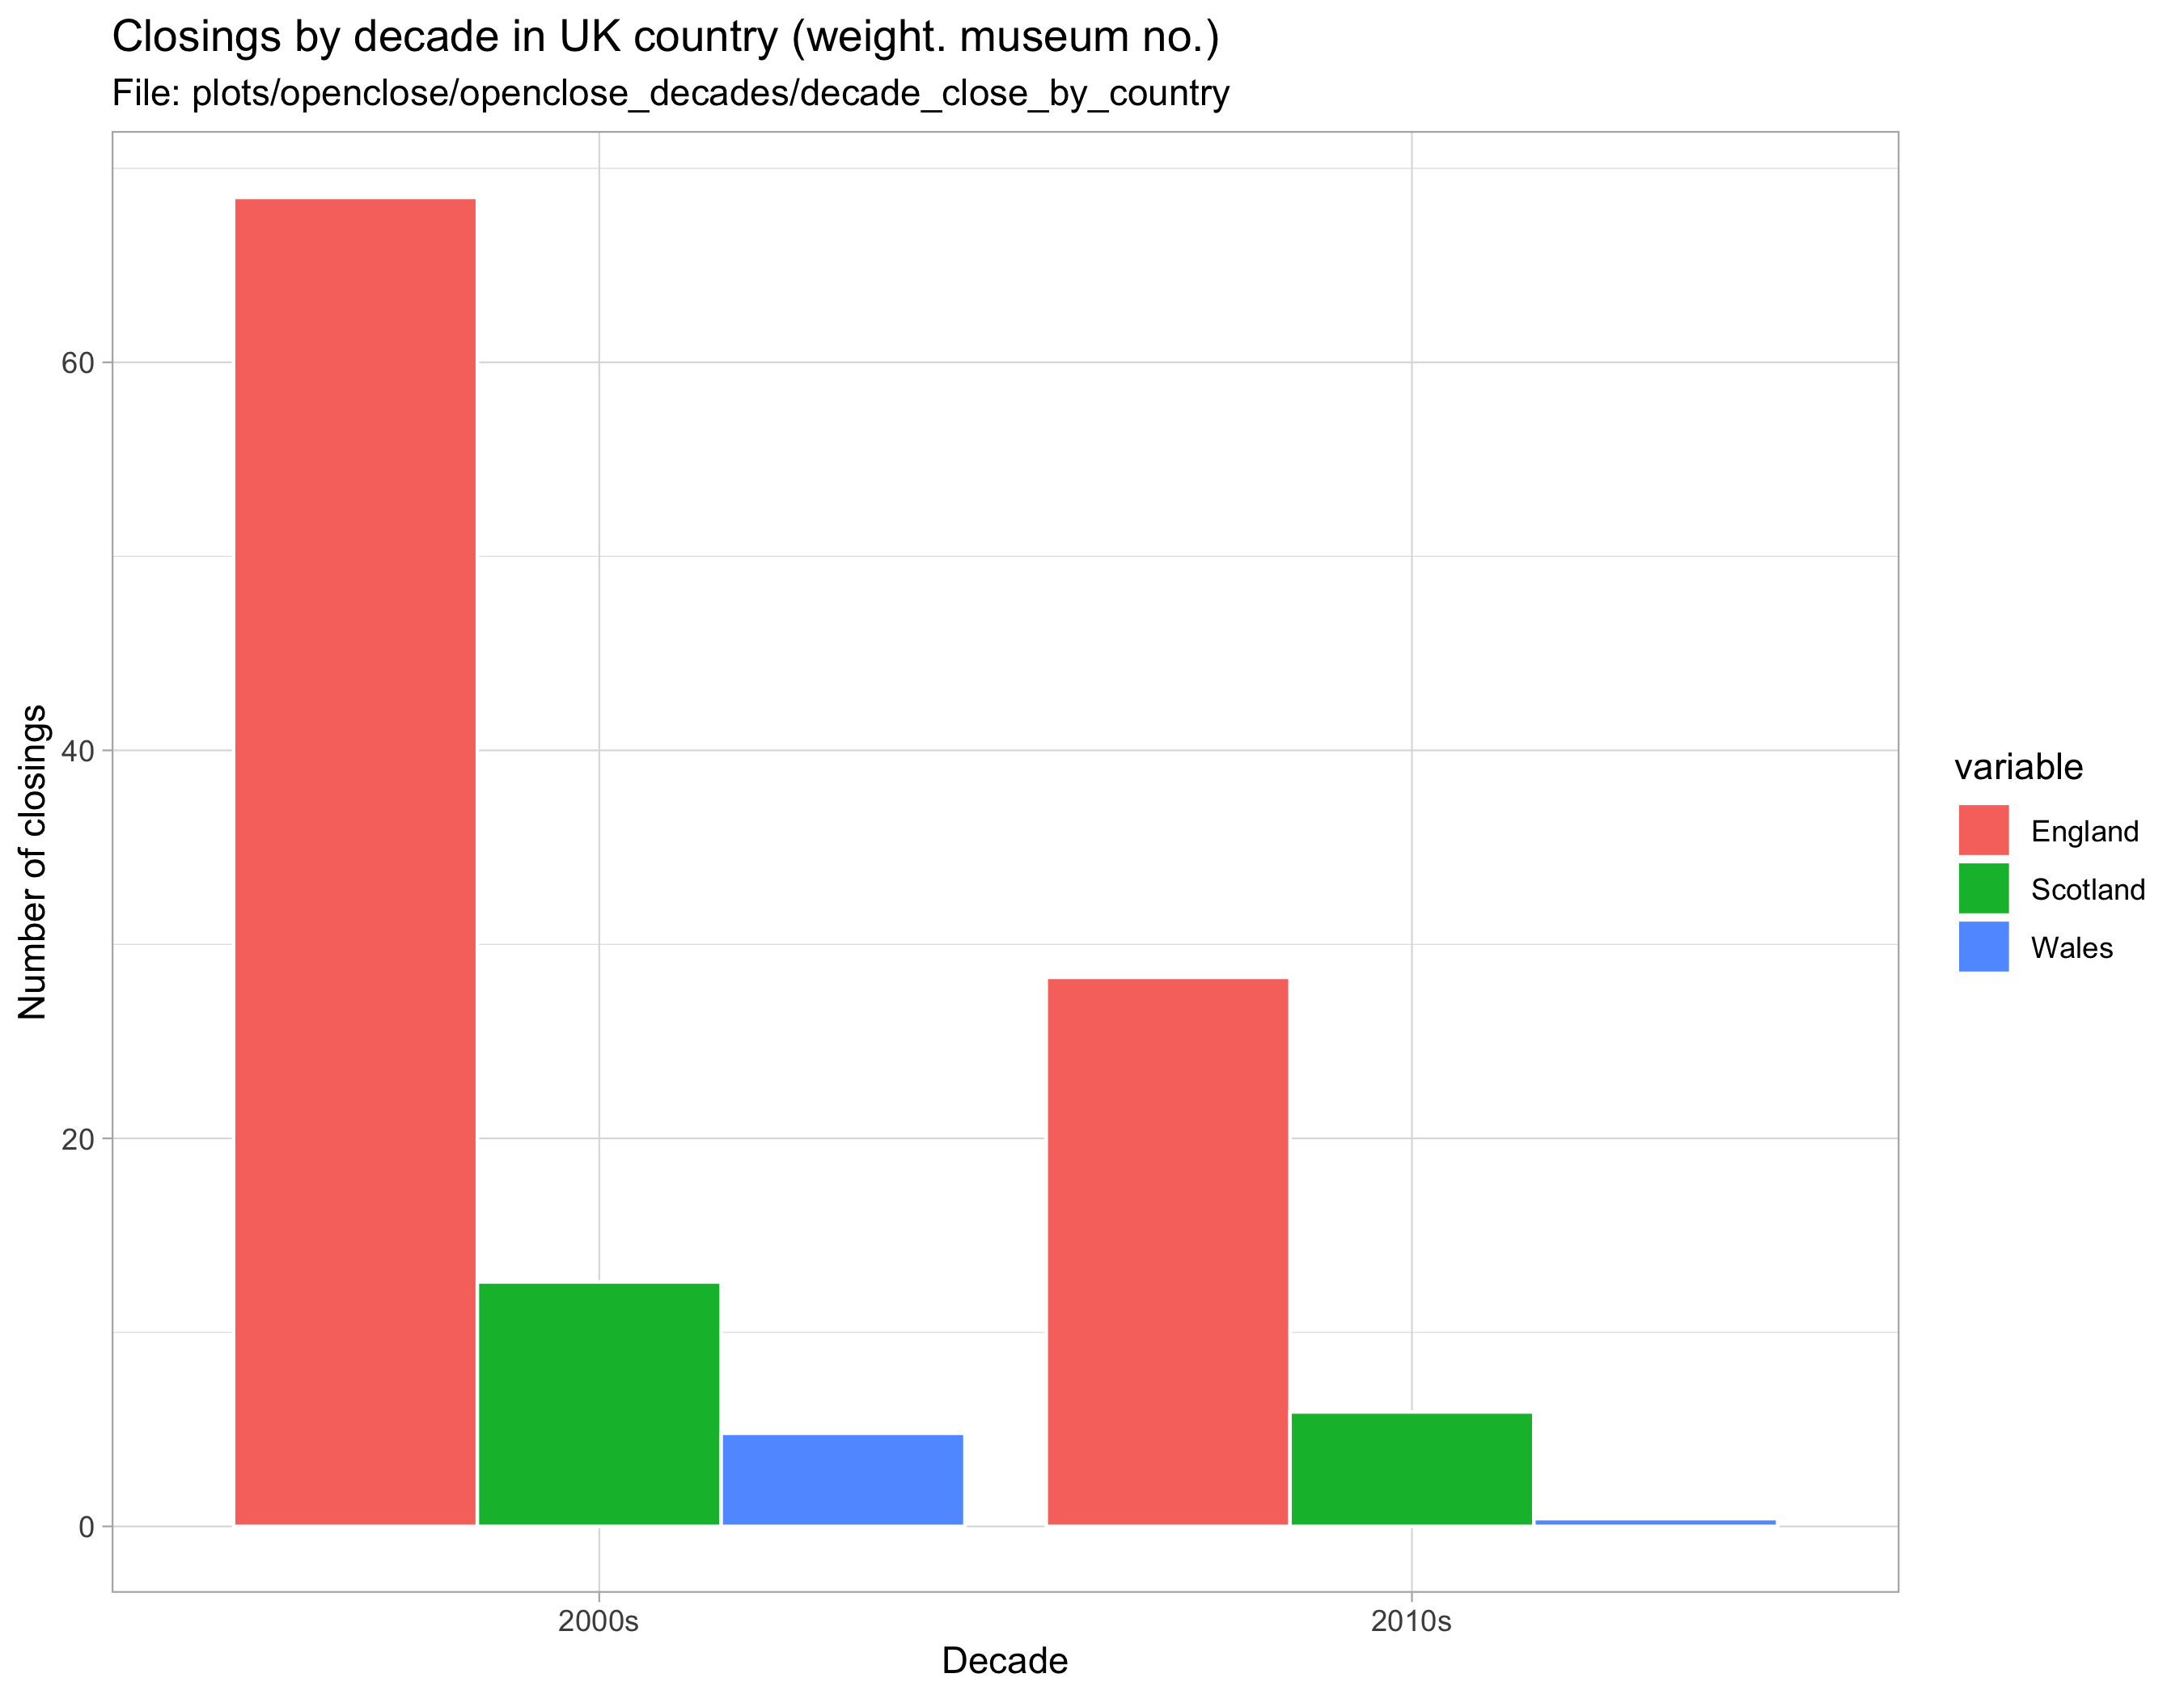 Closings by decade in UK country (weight. museum no.)
File: plots/openclose/openclose_decades/decade_close_by_country
Number of closings
60
40
20
0
2000s
2010s
Decade
variable
England
Scotland
Wales